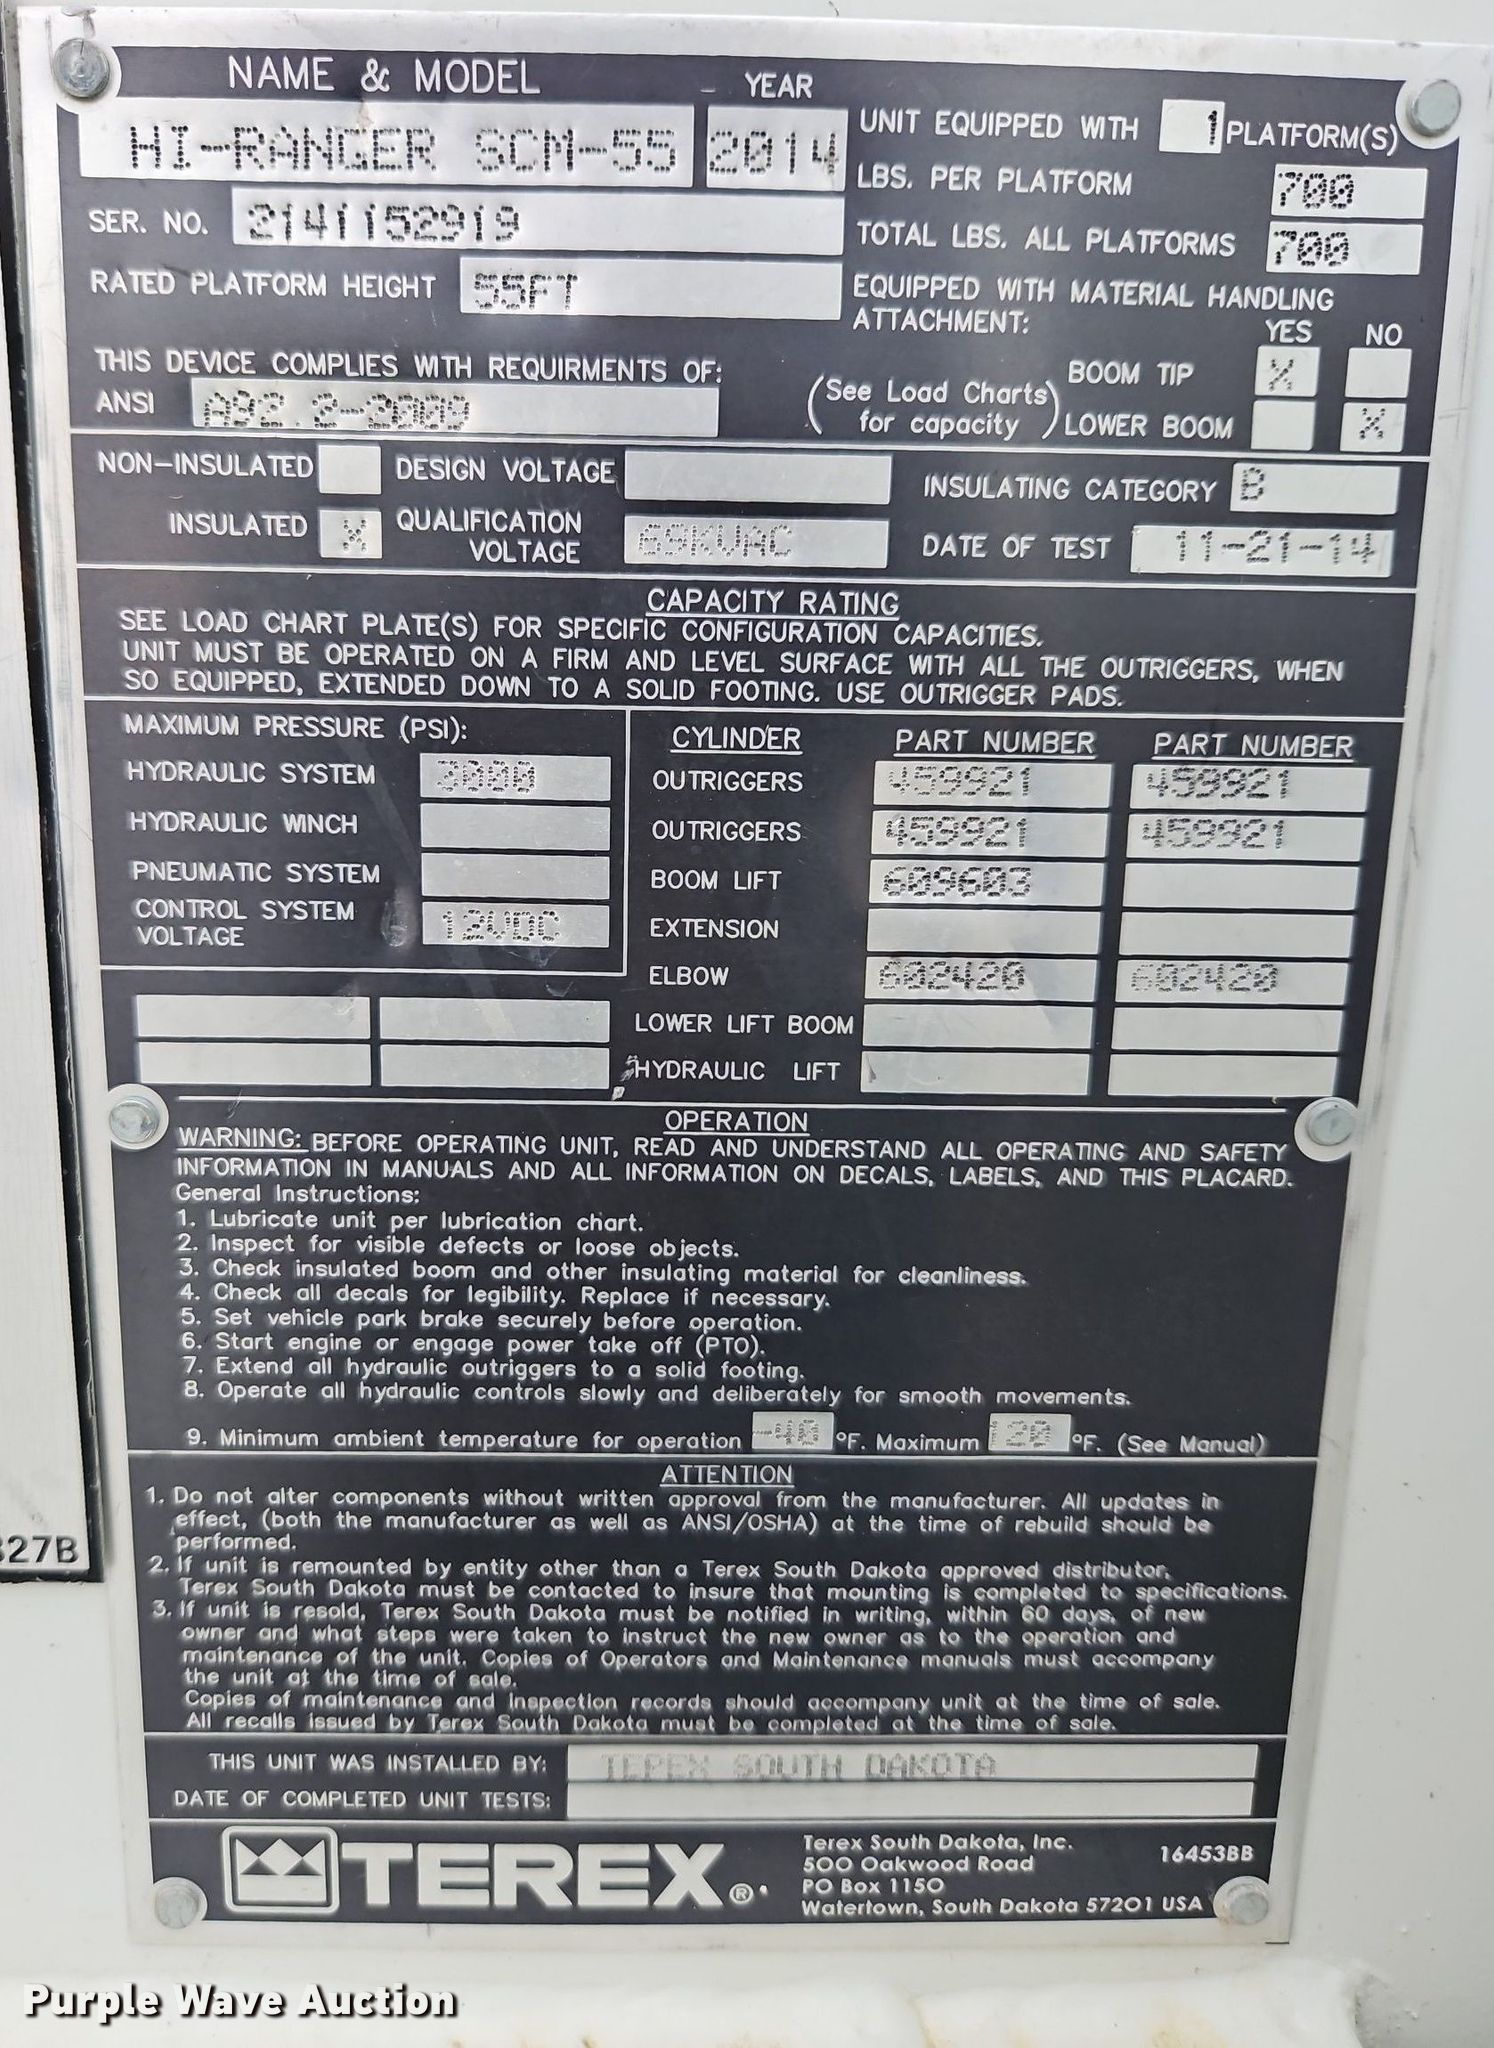 NAME & MODEL YEAR
HI-RANGER SCM-55 2014
UNIT EQUIPPED WITH 1 PLATFORM(S)
LBS. PER PLATFORM 700
SER. NO. 2141152919
TOTAL LBS. ALL PLATFORMS 700
RATED PLATFORM HEIGHT 55FT
EQUIPPED WITH MATERIAL HANDLING
ATTACHMENT: YES NO
THIS DEVICE COMPLIES WITH REQUIRMENTS OF:
ANSI A92.2-2009
(See Load Charts
for capacity)
BOOM TIP X
LOWER BOOM X
NON-INSULATED DESIGN VOLTAGE
INSULATING CATEGORY B
INSULATED X QUALIFICATION
VOLTAGE 69KVAC
DATE OF TEST 11-21-14
CAPACITY RATING
SEE LOAD CHART PLATE(S) FOR SPECIFIC CONFIGURATION CAPACITIES.
UNIT MUST BE OPERATED ON A FIRM AND LEVEL SURFACE WITH ALL THE OUTRIGGERS, WHEN
SO EQUIPPED, EXTENDED DOWN TO A SOLID FOOTING. USE OUTRIGGER PADS.
MAXIMUM PRESSURE (PSI):
HYDRAULIC SYSTEM 3000
HYDRAULIC WINCH
PNEUMATIC SYSTEM
CONTROL SYSTEM
VOLTAGE 12VDC
CYLINDER PART NUMBER PART NUMBER
OUTRIGGERS 459921 459921
OUTRIGGERS 459921 459921
BOOM LIFT 609603
EXTENSION
ELBOW 602420 602420
LOWER LIFT BOOM
HYDRAULIC LIFT
OPERATION
WARNING: BEFORE OPERATING UNIT, READ AND UNDERSTAND ALL OPERATING AND SAFETY
INFORMATION IN MANUALS AND ALL INFORMATION ON DECALS, LABELS, AND THIS PLACARD.
General Instructions:
1. Lubricate unit per lubrication chart.
2. Inspect for visible defects or loose objects.
3. Check insulated boom and other insulating material for cleanliness.
4. Check all decals for legibility. Replace if necessary.
5. Set vehicle park brake securely before operation.
6. Start engine or engage power take off (PTO).
7. Extend all hydraulic outriggers to a solid footing.
8. Operate all hydraulic controls slowly and deliberately for smooth movements.
9. Minimum ambient temperature for operation °F. Maximum °F. (See Manual)
ATTENTION
1. Do not alter components without written approval from the manufacturer. All updates in
effect, (both the manufacturer as well as ANSI/OSHA) at the time of rebuild should be
performed.
2. If unit is remounted by entity other than a Terex South Dakota approved distributor,
Terex South Dakota must be contacted to insure that mounting is completed to specifications.
3. If unit is resold, Terex South Dakota must be notified in writing, within 60 days, of new
owner and what steps were taken to instruct the new owner as to the operation and
maintenance of the unit. Copies of Operators and Maintenance manuals must accompany
the unit at the time of sale.
Copies of maintenance and inspection records should accompany unit at the time of sale.
All recalls issued by Terex South Dakota must be completed at the time of sale.
THIS UNIT WAS INSTALLED BY: TEREX SOUTH DAKOTA
DATE OF COMPLETED UNIT TESTS:
TEREX®
Terex South Dakota, Inc.
500 Oakwood Road
PO Box 1150
Watertown, South Dakota 57201 USA
16453BB
327B
Purple Wave Auction